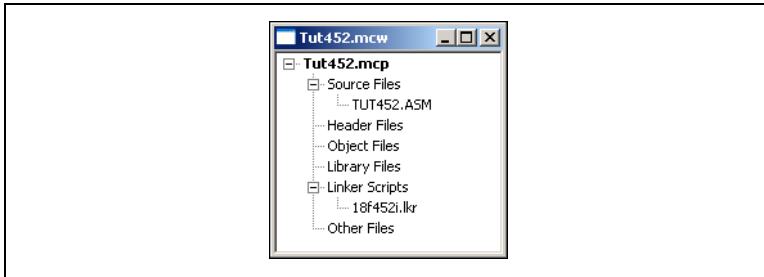 Tut452.mcw
Tut452.mcp
Source Files
TUT452.ASM
Header Files
Object Files
Library Files
Linker Scripts
18f452i.lkr
Other Files